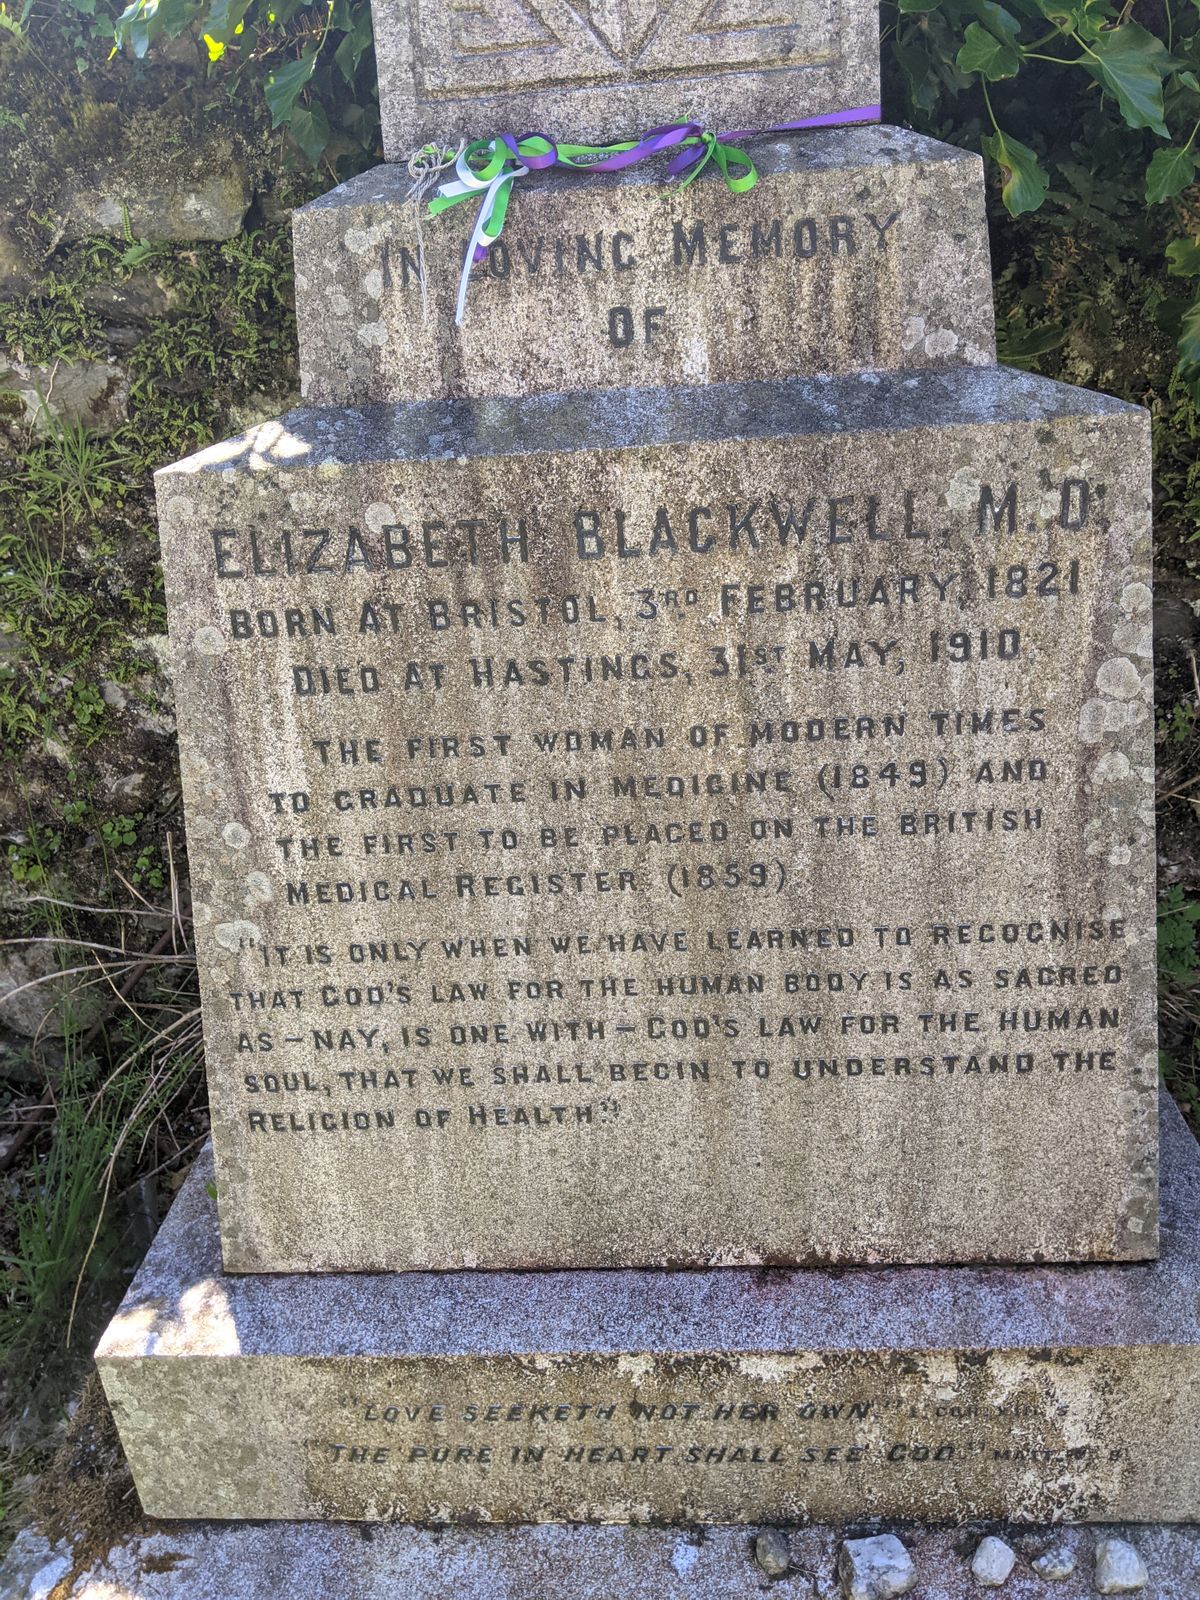 IN LOVING MEMORY
OF
ELIZABETH BLACKWELL, M.D.
BORN AT BRISTOL, 3RD FEBRUARY, 1821
DIED AT HASTINGS, 31ST MAY, 1910.
THE FIRST WOMAN OF MODERN TIMES
TO GRADUATE IN MEDICINE (1849) AND
THE FIRST TO BE PLACED ON THE BRITISH
MEDICAL REGISTER (1859)
"IT IS ONLY WHEN WE HAVE LEARNED TO RECOGNISE
THAT GOD'S LAW FOR THE HUMAN BODY IS AS SACRED
AS – NAY, IS ONE WITH – GOD'S LAW FOR THE HUMAN
SOUL, THAT WE SHALL BEGIN TO UNDERSTAND THE
RELIGION OF HEALTH"
"LOVE SEEKETH NOT HER OWN."
"THE PURE IN HEART SHALL SEE GOD."